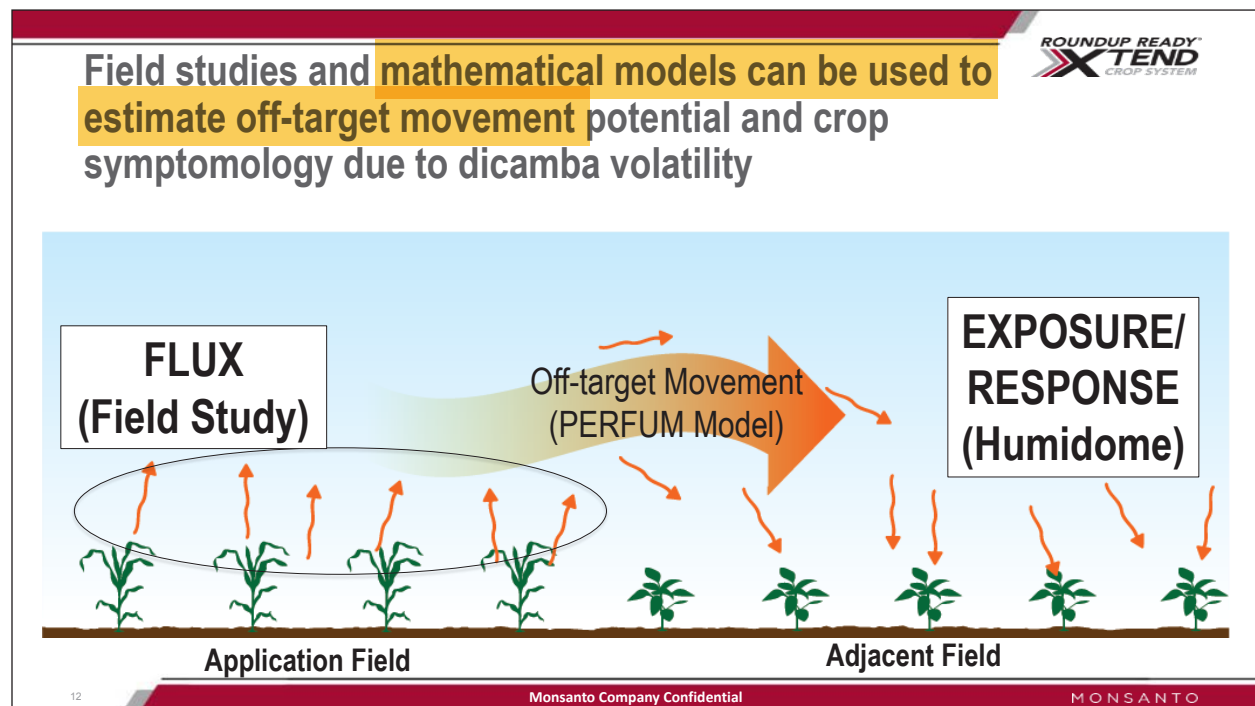 ROUNDUP READY™
XTEND
CROP SYSTEM
Field studies and mathematical models can be used to
estimate off-target movement potential and crop
symptomology due to dicamba volatility
FLUX
(Field Study)
Off-target Movement
(PERFUM Model)
EXPOSURE/
RESPONSE
(Humidome)
Application Field
Adjacent Field
12
Monsanto Company Confidential
MONSANTO